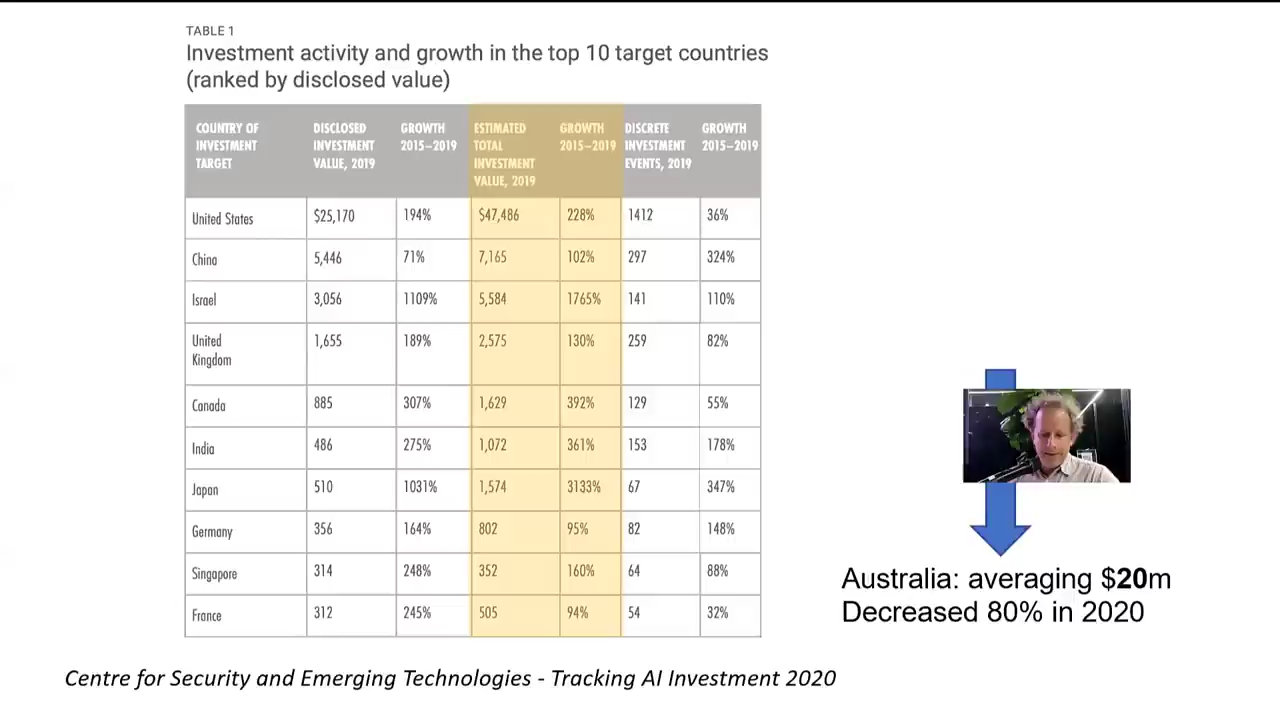 TABLE 1
Investment activity and growth in the top 10 target countries
(ranked by disclosed value)
COUNTRY OF INVESTMENT TARGET | DISCLOSED INVESTMENT VALUE, 2019 | GROWTH 2015–2019 | ESTIMATED TOTAL INVESTMENT VALUE, 2019 | GROWTH 2015–2019 | DISCRETE INVESTMENT EVENTS, 2019 | GROWTH 2015–2019
United States | $25,170 | 194% | $47,486 | 228% | 1412 | 36%
China | 5,446 | 71% | 7,165 | 102% | 297 | 324%
Israel | 3,056 | 1109% | 5,584 | 1765% | 141 | 110%
United Kingdom | 1,655 | 189% | 2,575 | 130% | 259 | 82%
Canada | 885 | 307% | 1,629 | 392% | 129 | 55%
India | 486 | 275% | 1,072 | 361% | 153 | 178%
Japan | 510 | 1031% | 1,574 | 3133% | 67 | 347%
Germany | 356 | 164% | 802 | 95% | 82 | 148%
Singapore | 314 | 248% | 352 | 160% | 64 | 88%
France | 312 | 245% | 505 | 94% | 54 | 32%
Australia: averaging $20m
Decreased 80% in 2020
Centre for Security and Emerging Technologies - Tracking AI Investment 2020